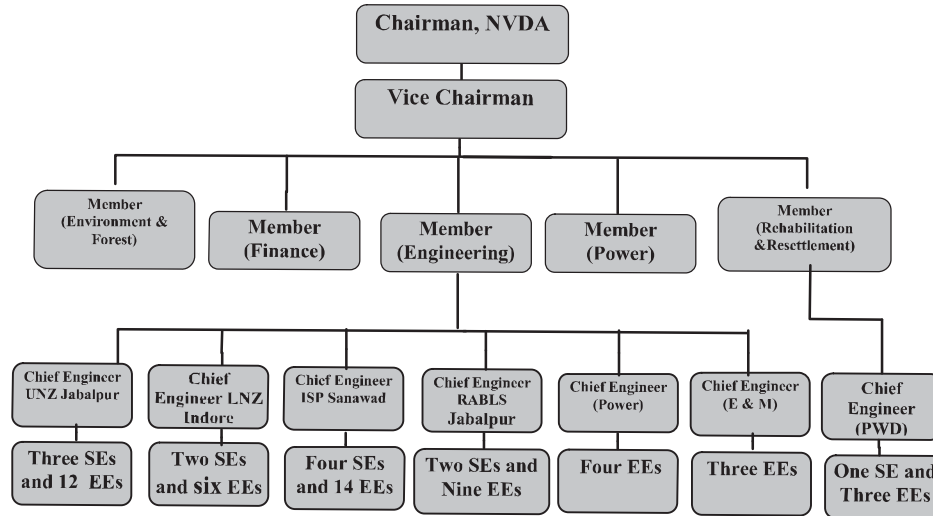 Chairman, NVDA
Vice Chairman
Member
(Environment &
Forest)
Member
(Finance)
Member
(Engineering)
Member
(Power)
Member
(Rehabilitation
&Resettlement)
Chief Engineer
UNZ Jabalpur
Chief
Engineer LNZ
Indore
Chief Engineer
ISP Sanawad
Chief Engineer
RABLS
Jabalpur
Chief Engineer
(Power)
Chief Engineer
(E & M)
Chief
Engineer
(PWD)
Three SEs
and 12 EEs
Two SEs
and six EEs
Four SEs
and 14 EEs
Two SEs and
Nine EEs
Four EEs
Three EEs
One SE and
Three EEs